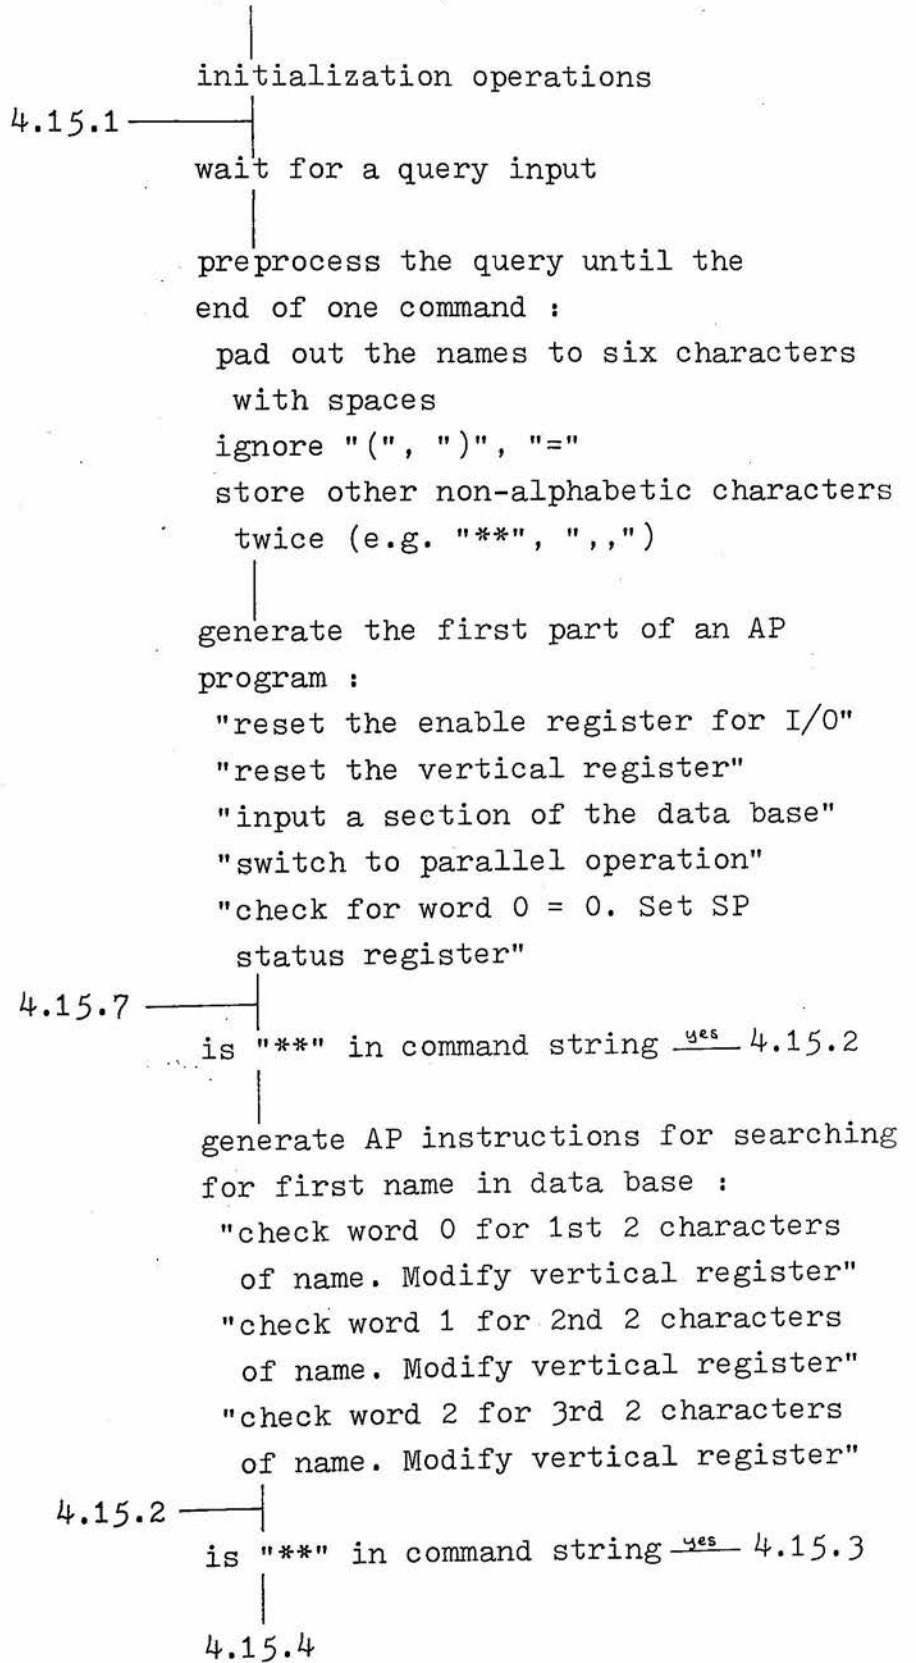 initialization operations
4.15.1
wait for a query input
preprocess the query until the
end of one command :
pad out the names to six characters
with spaces
ignore "(", ")", "="
store other non-alphabetic characters
twice (e.g. "**", ",,")
generate the first part of an AP
program :
"reset the enable register for I/O"
"reset the vertical register"
"input a section of the data base"
"switch to parallel operation"
"check for word 0 = 0. Set SP
status register"
4.15.7
is "**" in command string yes 4.15.2
generate AP instructions for searching
for first name in data base :
"check word 0 for 1st 2 characters
of name. Modify vertical register"
"check word 1 for 2nd 2 characters
of name. Modify vertical register"
"check word 2 for 3rd 2 characters
of name. Modify vertical register"
4.15.2
is "**" in command string yes 4.15.3
4.15.4